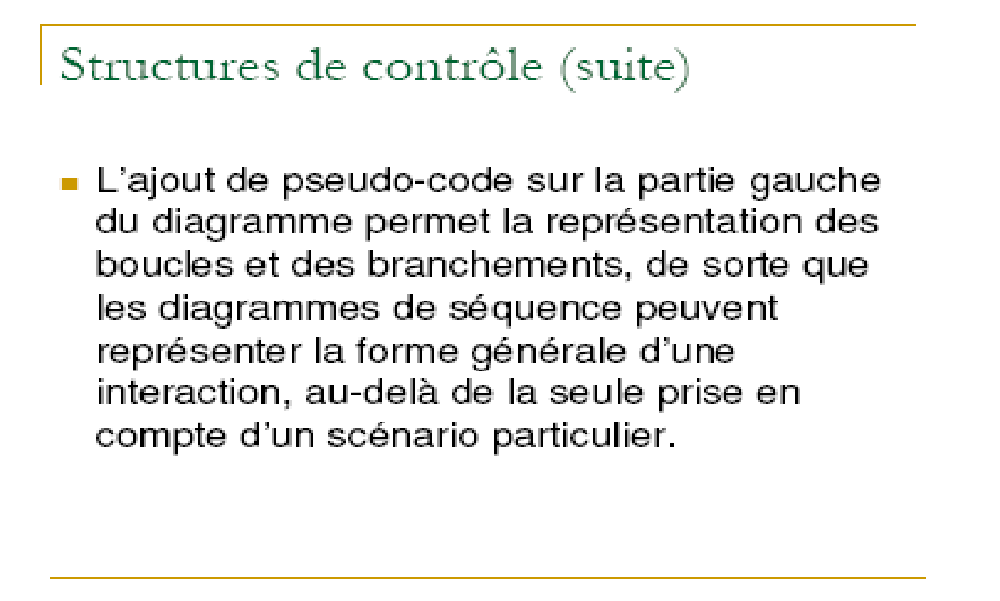 Structures de contrôle (suite)
L'ajout de pseudo-code sur la partie gauche
du diagramme permet la représentation des
boucles et des branchements, de sorte que
les diagrammes de séquence peuvent
représenter la forme générale d'une
interaction, au-delà de la seule prise en
compte d'un scénario particulier.